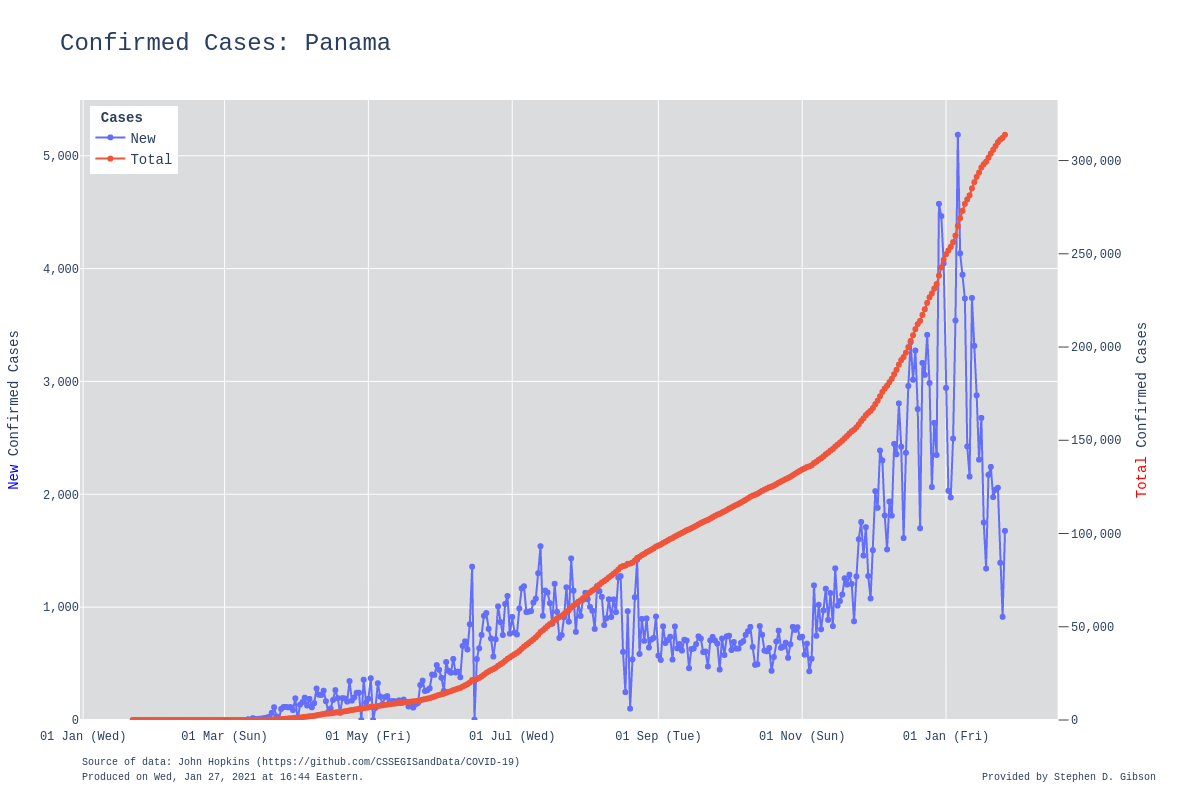 Confirmed Cases: Panama
Cases
New
Total
5,000
4,000
3,000
2,000
1,000
0
300,000
250,000
200,000
150,000
100,000
50,000
0
New Confirmed Cases
Total Confirmed Cases
01 Jan (Wed)
01 Mar (Sun)
01 May (Fri)
01 Jul (Wed)
01 Sep (Tue)
01 Nov (Sun)
01 Jan (Fri)
Source of data: John Hopkins (https://github.com/CSSEGISandData/COVID-19)
Produced on Wed, Jan 27, 2021 at 16:44 Eastern.
Provided by Stephen D. Gibson